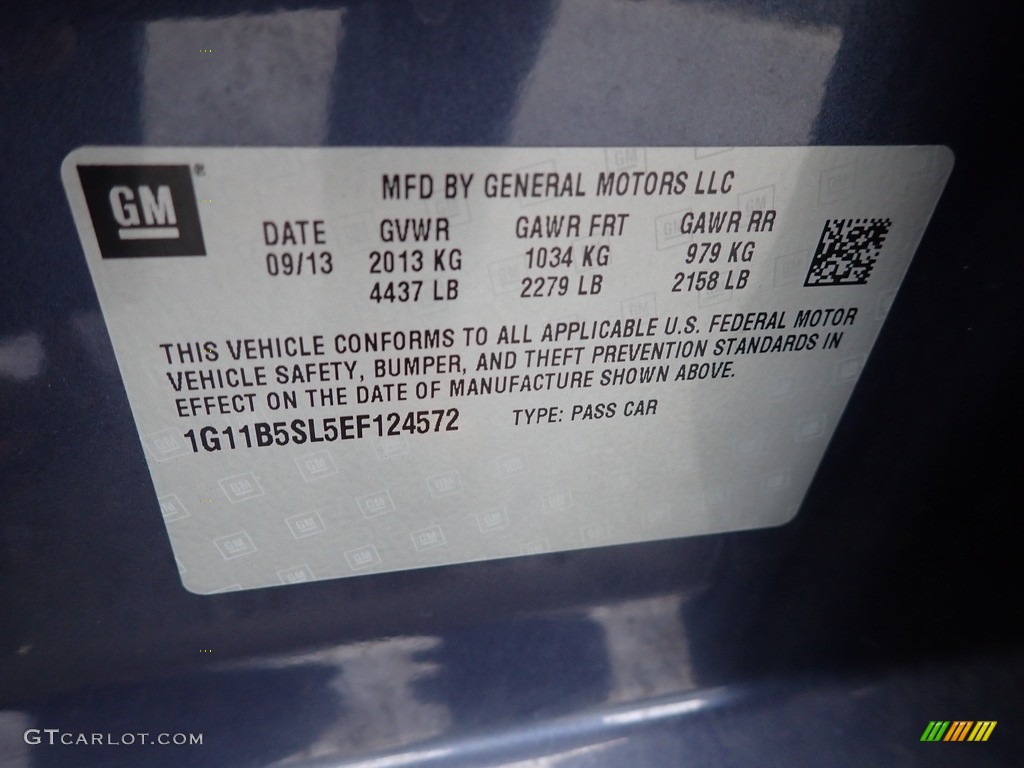 GM®
MFD BY GENERAL MOTORS LLC
DATE GVWR GAWR FRT GAWR RR
09/13 2013 KG 1034 KG 979 KG
4437 LB 2279 LB 2158 LB
THIS VEHICLE CONFORMS TO ALL APPLICABLE U.S. FEDERAL MOTOR
VEHICLE SAFETY, BUMPER, AND THEFT PREVENTION STANDARDS IN
EFFECT ON THE DATE OF MANUFACTURE SHOWN ABOVE.
1G11B5SL5EF124572 TYPE: PASS CAR
GTCARLOT.COM